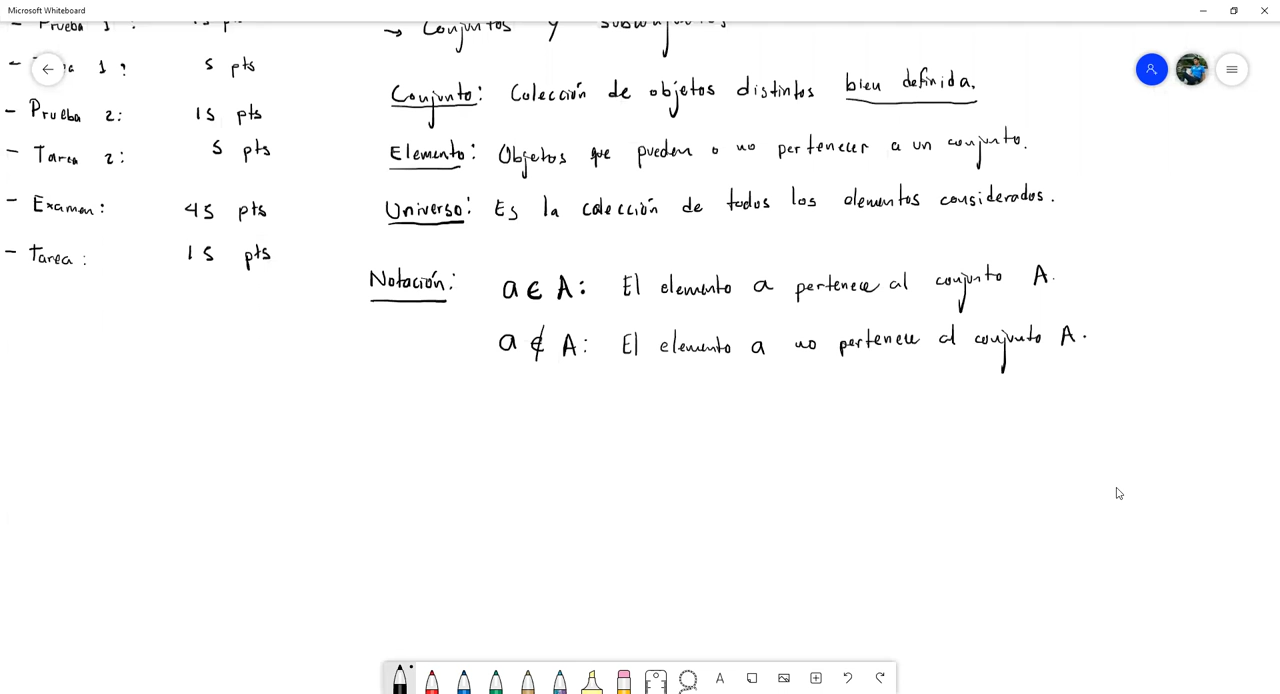 Microsoft Whiteboard
- Prueba 1:
5 pts
- Prueba 2: 15 pts
- Tarea 2: 5 pts
- Examen: 45 pts
- Tarea: 15 pts
→ Conjuntos y subconjuntos
Conjunto: Colección de objetos distintos bien definida.
Elemento: Objetos que pueden o no pertenecer a un conjunto.
Universo: Es la colección de todos los elementos considerados.
Notación: a ∈ A: El elemento a pertenece al conjunto A.
a ∉ A: El elemento a no pertenece al conjunto A.